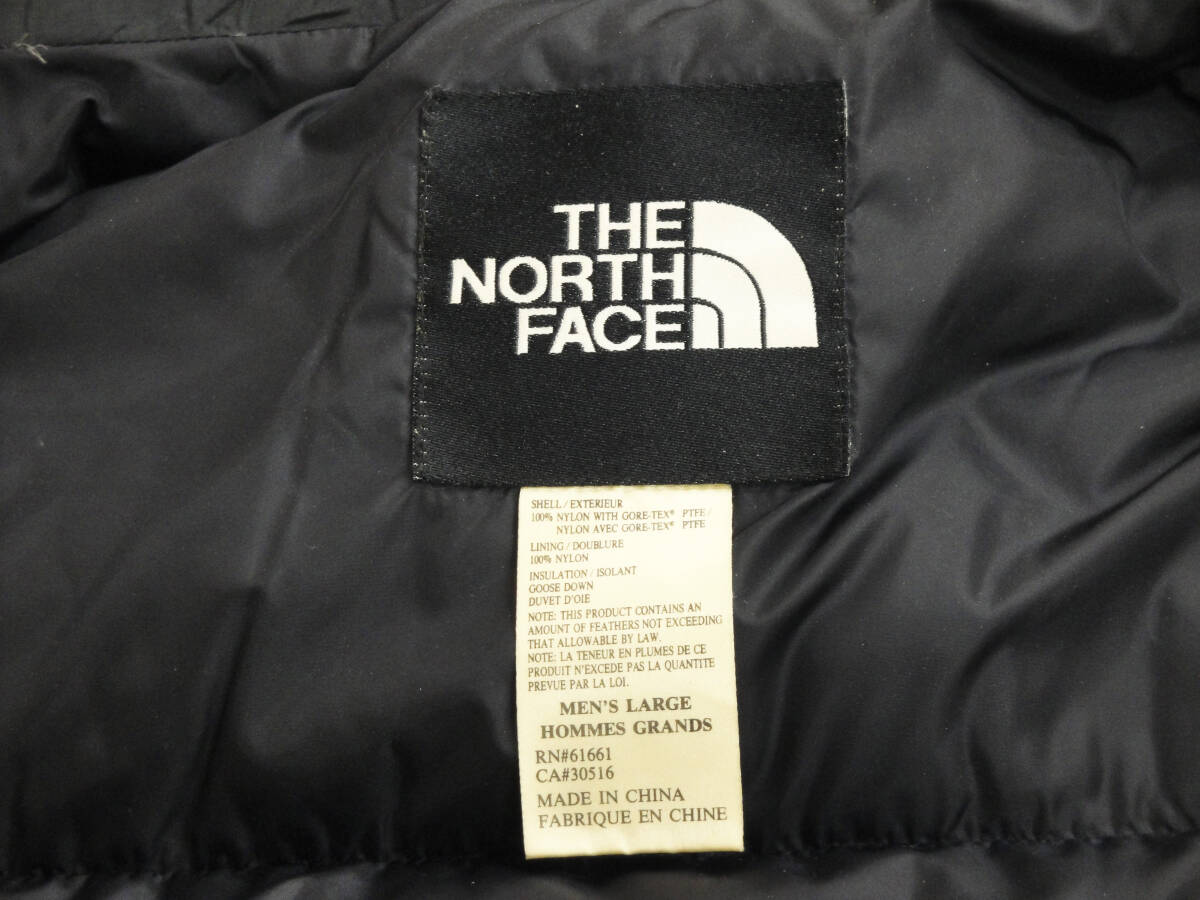 THE
NORTH
FACE
SHELL / EXTERIEUR
100% NYLON WITH GORE-TEX® PTFE /
NYLON AVEC GORE-TEX® PTFE
LINING / DOUBLURE
100% NYLON
INSULATION / ISOLANT
GOOSE DOWN
DUVET D'OIE
NOTE: THIS PRODUCT CONTAINS AN
AMOUNT OF FEATHERS NOT EXCEEDING
THAT ALLOWABLE BY LAW.
NOTE: LA TENEUR EN PLUMES DE CE
PRODUIT N'EXCEDE PAS LA QUANTITE
PREVUE PAR LA LOI.
MEN'S LARGE
HOMMES GRANDS
RN#61661
CA#30516
MADE IN CHINA
FABRIQUE EN CHINE